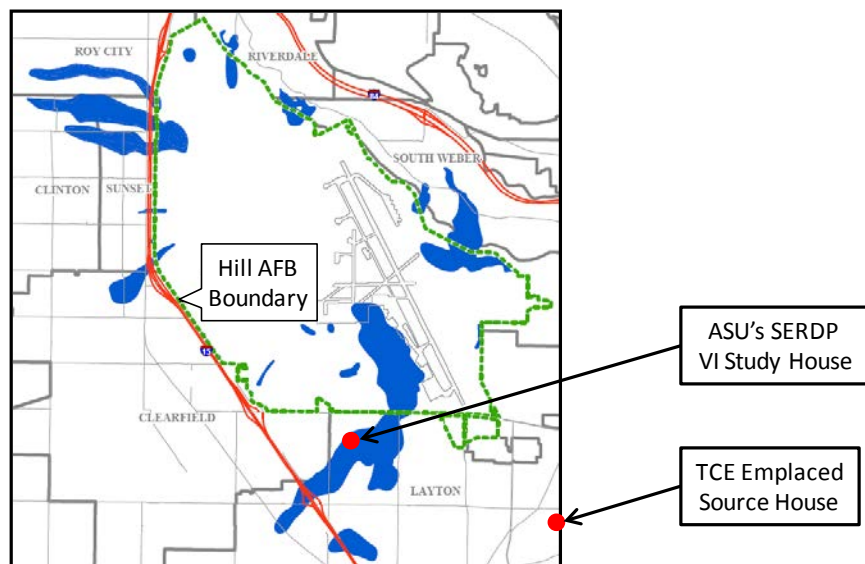 ROY CITY
RIVERDALE
84
SOUTH WEBER
CLINTON
SUNSET
Hill AFB
Boundary
15
ASU's SERDP
VI Study House
CLEARFIELD
LAYTON
TCE Emplaced
Source House